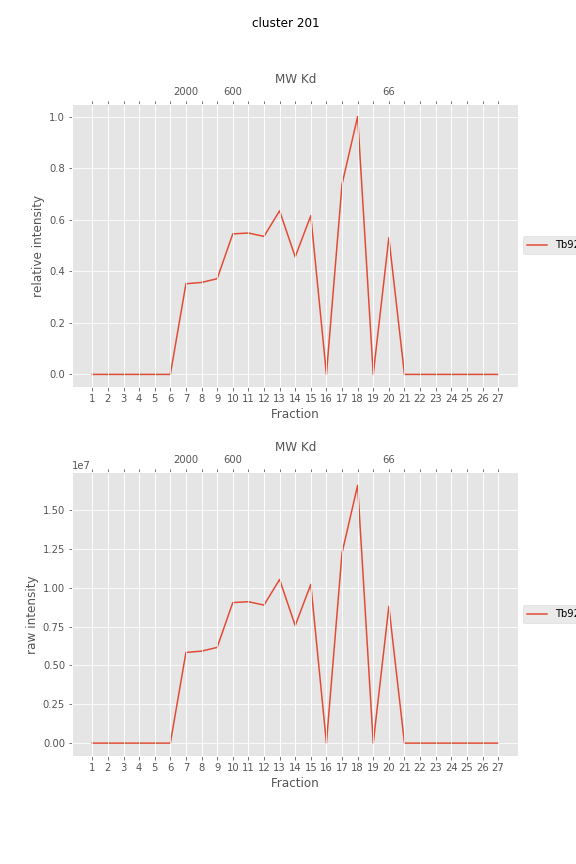 cluster 201
MW Kd
2000 600 66
1.0
0.8
0.6
0.4
0.2
0.0
relative intensity
Tb92
1 2 3 4 5 6 7 8 9 10 11 12 13 14 15 16 17 18 19 20 21 22 23 24 25 26 27
Fraction
MW Kd
2000 600 66
1e7
1.50
1.25
1.00
0.75
0.50
0.25
0.00
raw intensity
Tb92
1 2 3 4 5 6 7 8 9 10 11 12 13 14 15 16 17 18 19 20 21 22 23 24 25 26 27
Fraction